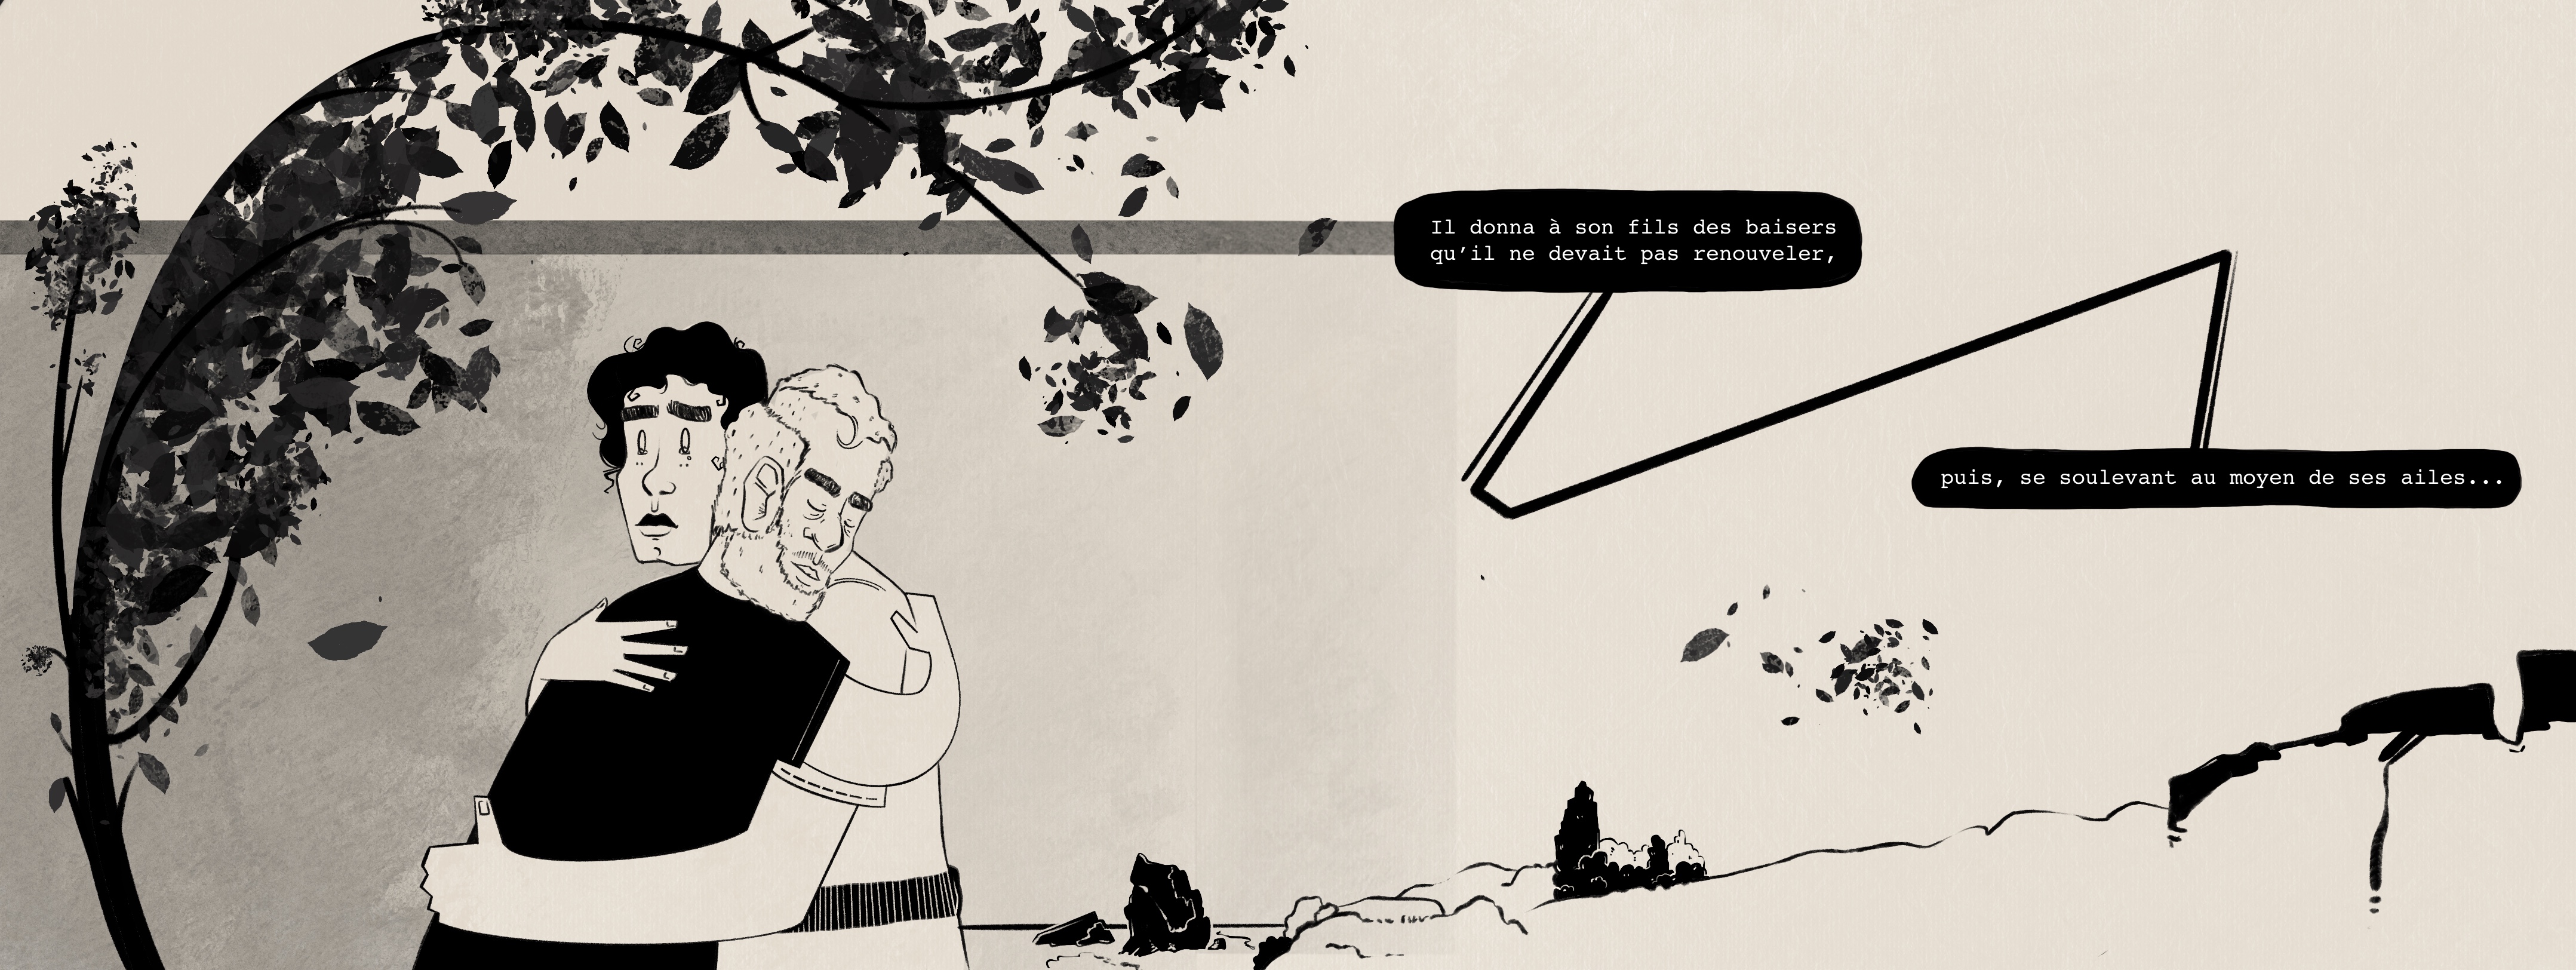 Il donna à son fils des baisers
qu’il ne devait pas renouveler,
puis, se soulevant au moyen de ses ailes...